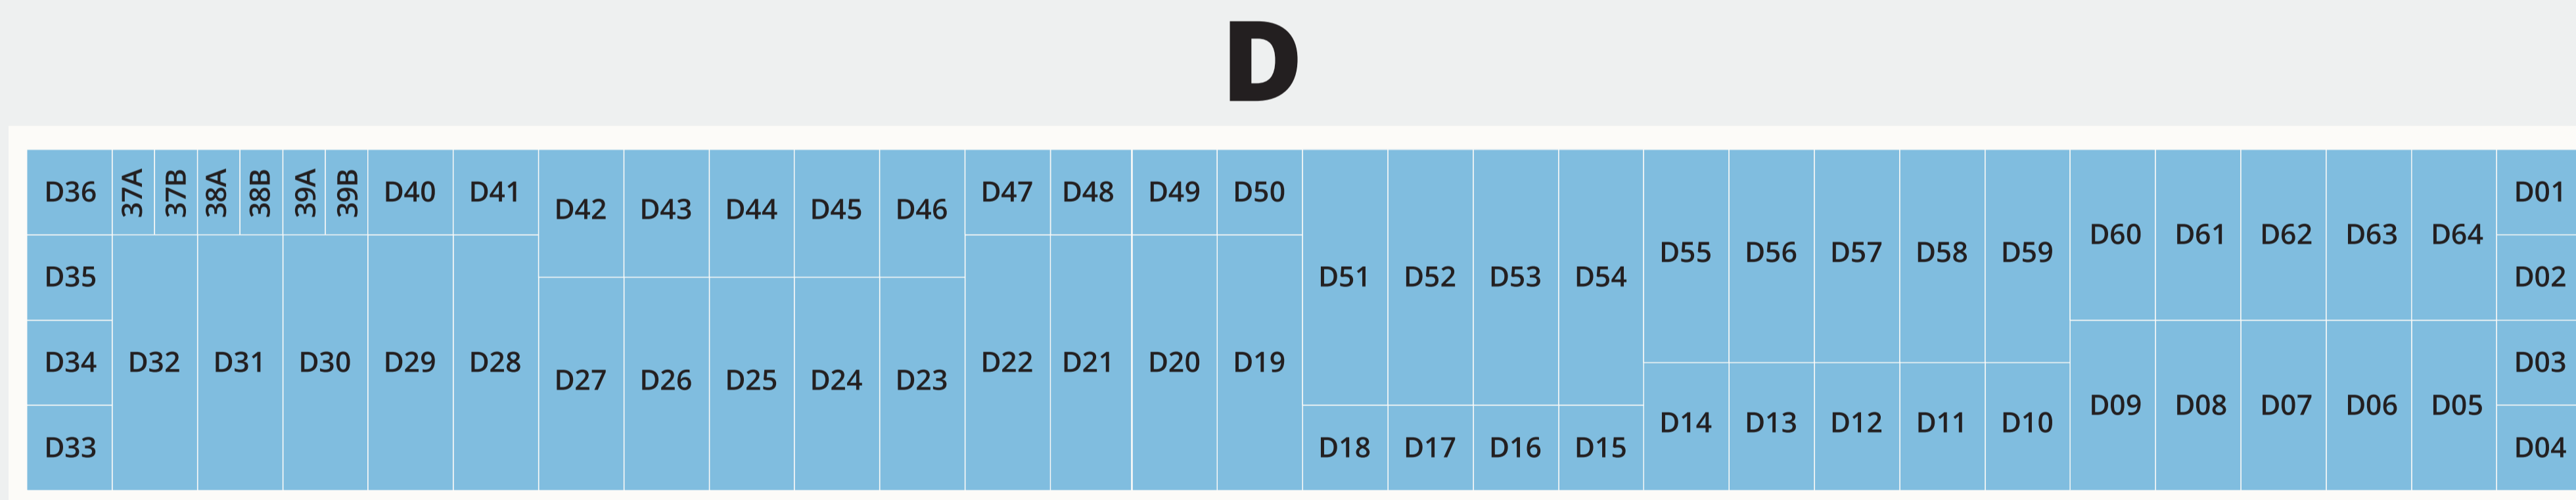 D
D36 37A 37B 38A 38B 39A 39B D40 D41 D47 D48 D49 D50 D01
D42 D43 D44 D45 D46
D60 D61 D62 D63 D64
D55 D56 D57 D58 D59
D35 D51 D52 D53 D54 D02
D34 D32 D31 D30 D29 D28 D22 D21 D20 D19 D03
D27 D26 D25 D24 D23
D09 D08 D07 D06 D05
D14 D13 D12 D11 D10
D33 D18 D17 D16 D15 D04